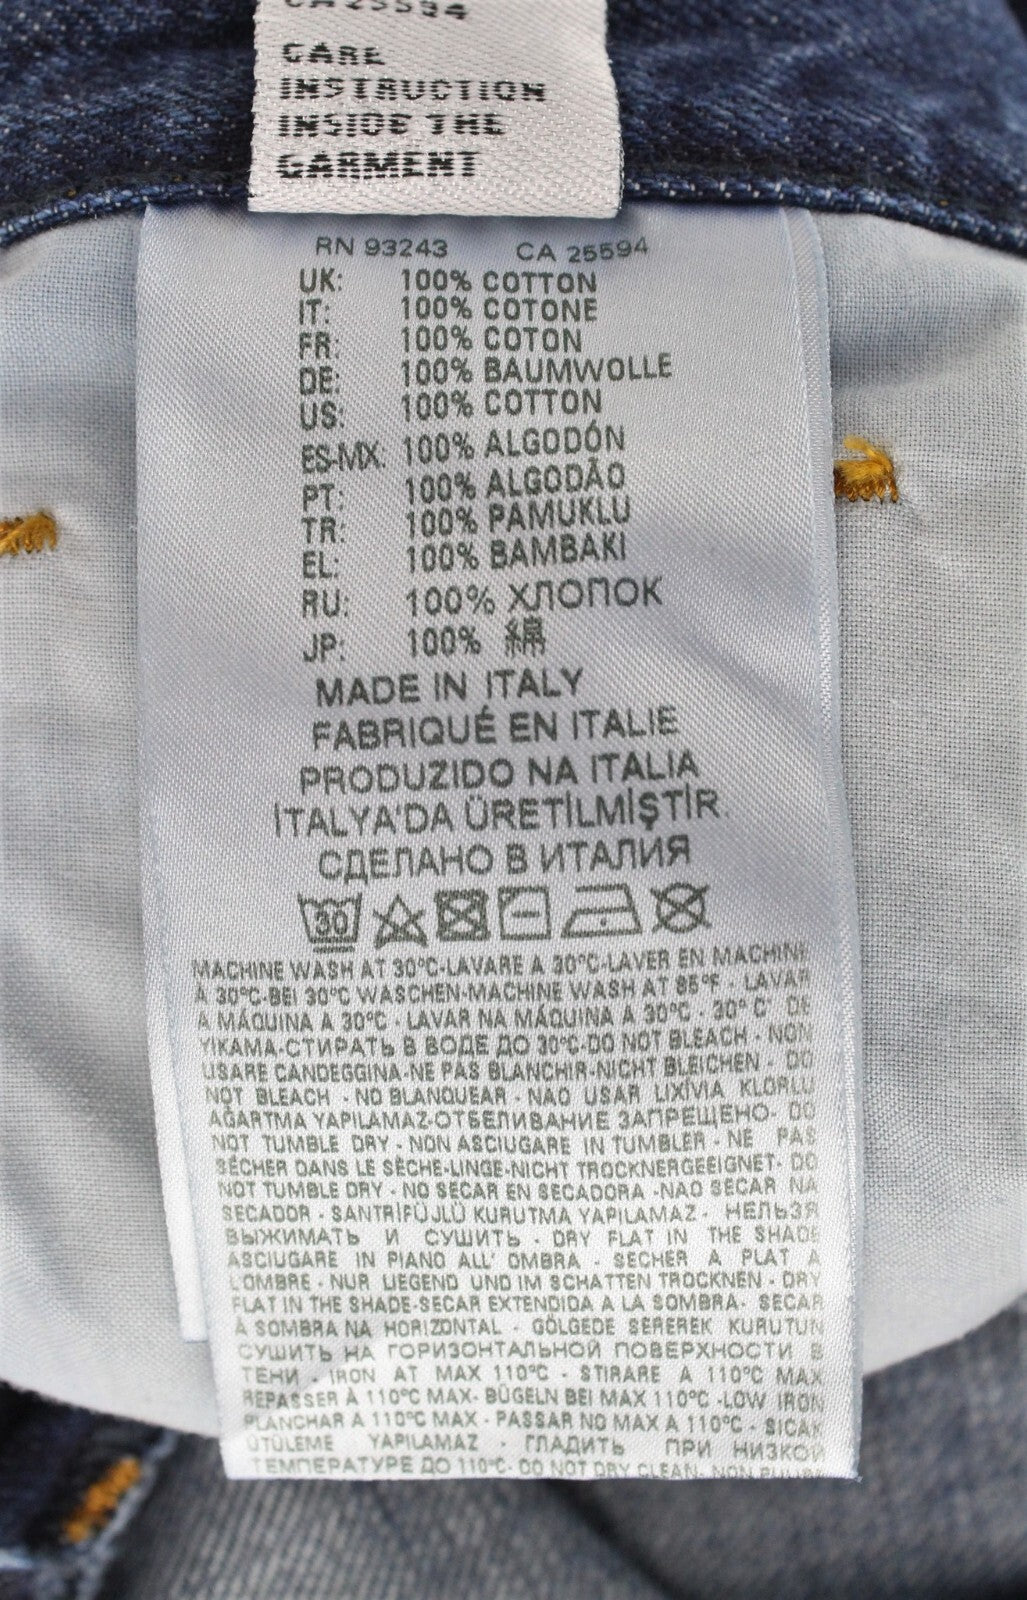 CA 25594
CARE
INSTRUCTION
INSIDE THE
GARMENT
RN 93243 CA 25594
UK: 100% COTTON
IT: 100% COTONE
FR: 100% COTON
DE: 100% BAUMWOLLE
US: 100% COTTON
ES-MX: 100% ALGODÓN
PT: 100% ALGODÃO
TR: 100% PAMUKLU
EL: 100% BAMBAKI
RU: 100% ХЛОПОК
JP: 100% 綿
MADE IN ITALY
FABRIQUÉ EN ITALIE
PRODUZIDO NA ITALIA
İTALYA'DA ÜRETİLMİŞTİR.
СДЕЛАНО В ИТАЛИЯ
30
MACHINE WASH AT 30°C-LAVARE A 30°C-LAVER EN MACHINE
A 30°C-BEI 30°C WASCHEN-MACHINE WASH AT 85°F - LAVAR
A MÁQUINA A 30°C - LAVAR NA MÁQUINA A 30°C - 30° C DE
YIKAMA-СТИРАТЬ В ВОДЕ ДО 30°C-DO NOT BLEACH - NON
USARE CANDEGGINA-NE PAS BLANCHIR-NICHT BLEICHEN - DO
NOT BLEACH - NO BLANQUEAR - NAO USAR LIXÍVIA KLORLU
AĞARTMA YAPILAMAZ-ОТБЕЛИВАНИЕ ЗАПРЕЩЕНО- DO
NOT TUMBLE DRY - NON ASCIUGARE IN TUMBLER - NE PAS
SÉCHER DANS LE SÈCHE-LINGE-NICHT TROCKNERGEEIGNET- DO
NOT TUMBLE DRY - NO SECAR EN SECADORA -NAO SECAR NA
SECADOR - SANTRİFÜJLÜ KURUTMA YAPILAMAZ - НЕЛЬЗЯ
ВЫЖИМАТЬ И СУШИТЬ - DRY FLAT IN THE SHADE
ASCIUGARE IN PIANO ALL' OMBRA - SECHER A PLAT A
L'OMBRE - NUR LIEGEND UND IM SCHATTEN TROCKNEN - DRY
FLAT IN THE SHADE-SECAR EXTENDIDA A LA SOMBRA- SECAR
À SOMBRA NA HORIZONTAL - GÖLGEDE SEREREK KURUTUN
СУШИТЬ НА ГОРИЗОНТАЛЬНОЙ ПОВЕРХНОСТИ В
ТЕНИ - IRON AT MAX 110°C - STIRARE A 110°C MAX
REPASSER À 110°C MAX- BÜGELN BEI MAX 110°C -LOW IRON
PLANCHAR A 110°C MAX - PASSAR NO MAX A 110°C - SICAK
ÜTÜLEME YAPILAMAZ - ГЛАДИТЬ ПРИ НИЗКОЙ
ТЕМПЕРАТУРЕ ДО 110°C- DO NOT DRY CLEAN- NON